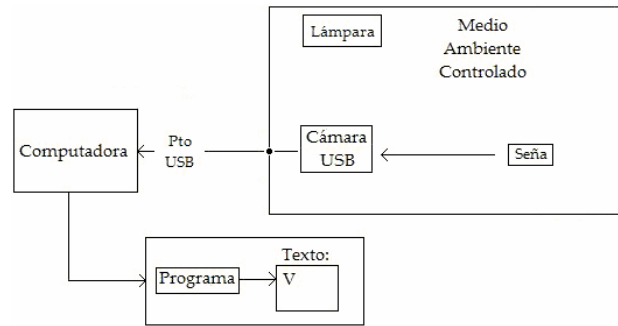 Lámpara
Medio
Ambiente
Controlado
Computadora
Pto
USB
Cámara
USB
Seña
Texto:
Programa
V